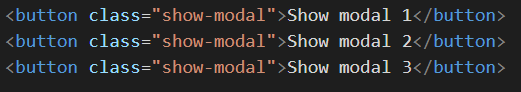 <button class="show-modal">Show modal 1</button>
<button class="show-modal">Show modal 2</button>
<button class="show-modal">Show modal 3</button>